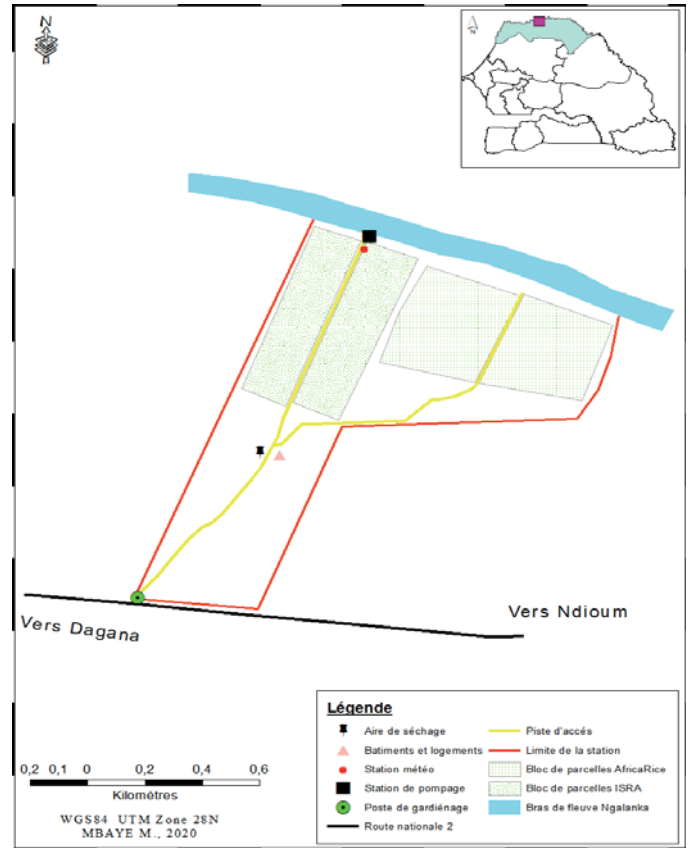 N
N
Vers Ndioum
Vers Dagana
Légende
Aire de séchage
Piste d'accés
Batiments et logements
Limite de la station
Station météo
Bloc de parcelles AfricaRice
Station de pompage
Bloc de parcelles ISRA
Poste de gardiénage
Bras de fleuve Ngalanka
Route nationale 2
0,2 0,1 0 0,2 0,4 0,6
Kilomètres
WGS84 UTM Zone 28N
MBAYE M., 2020